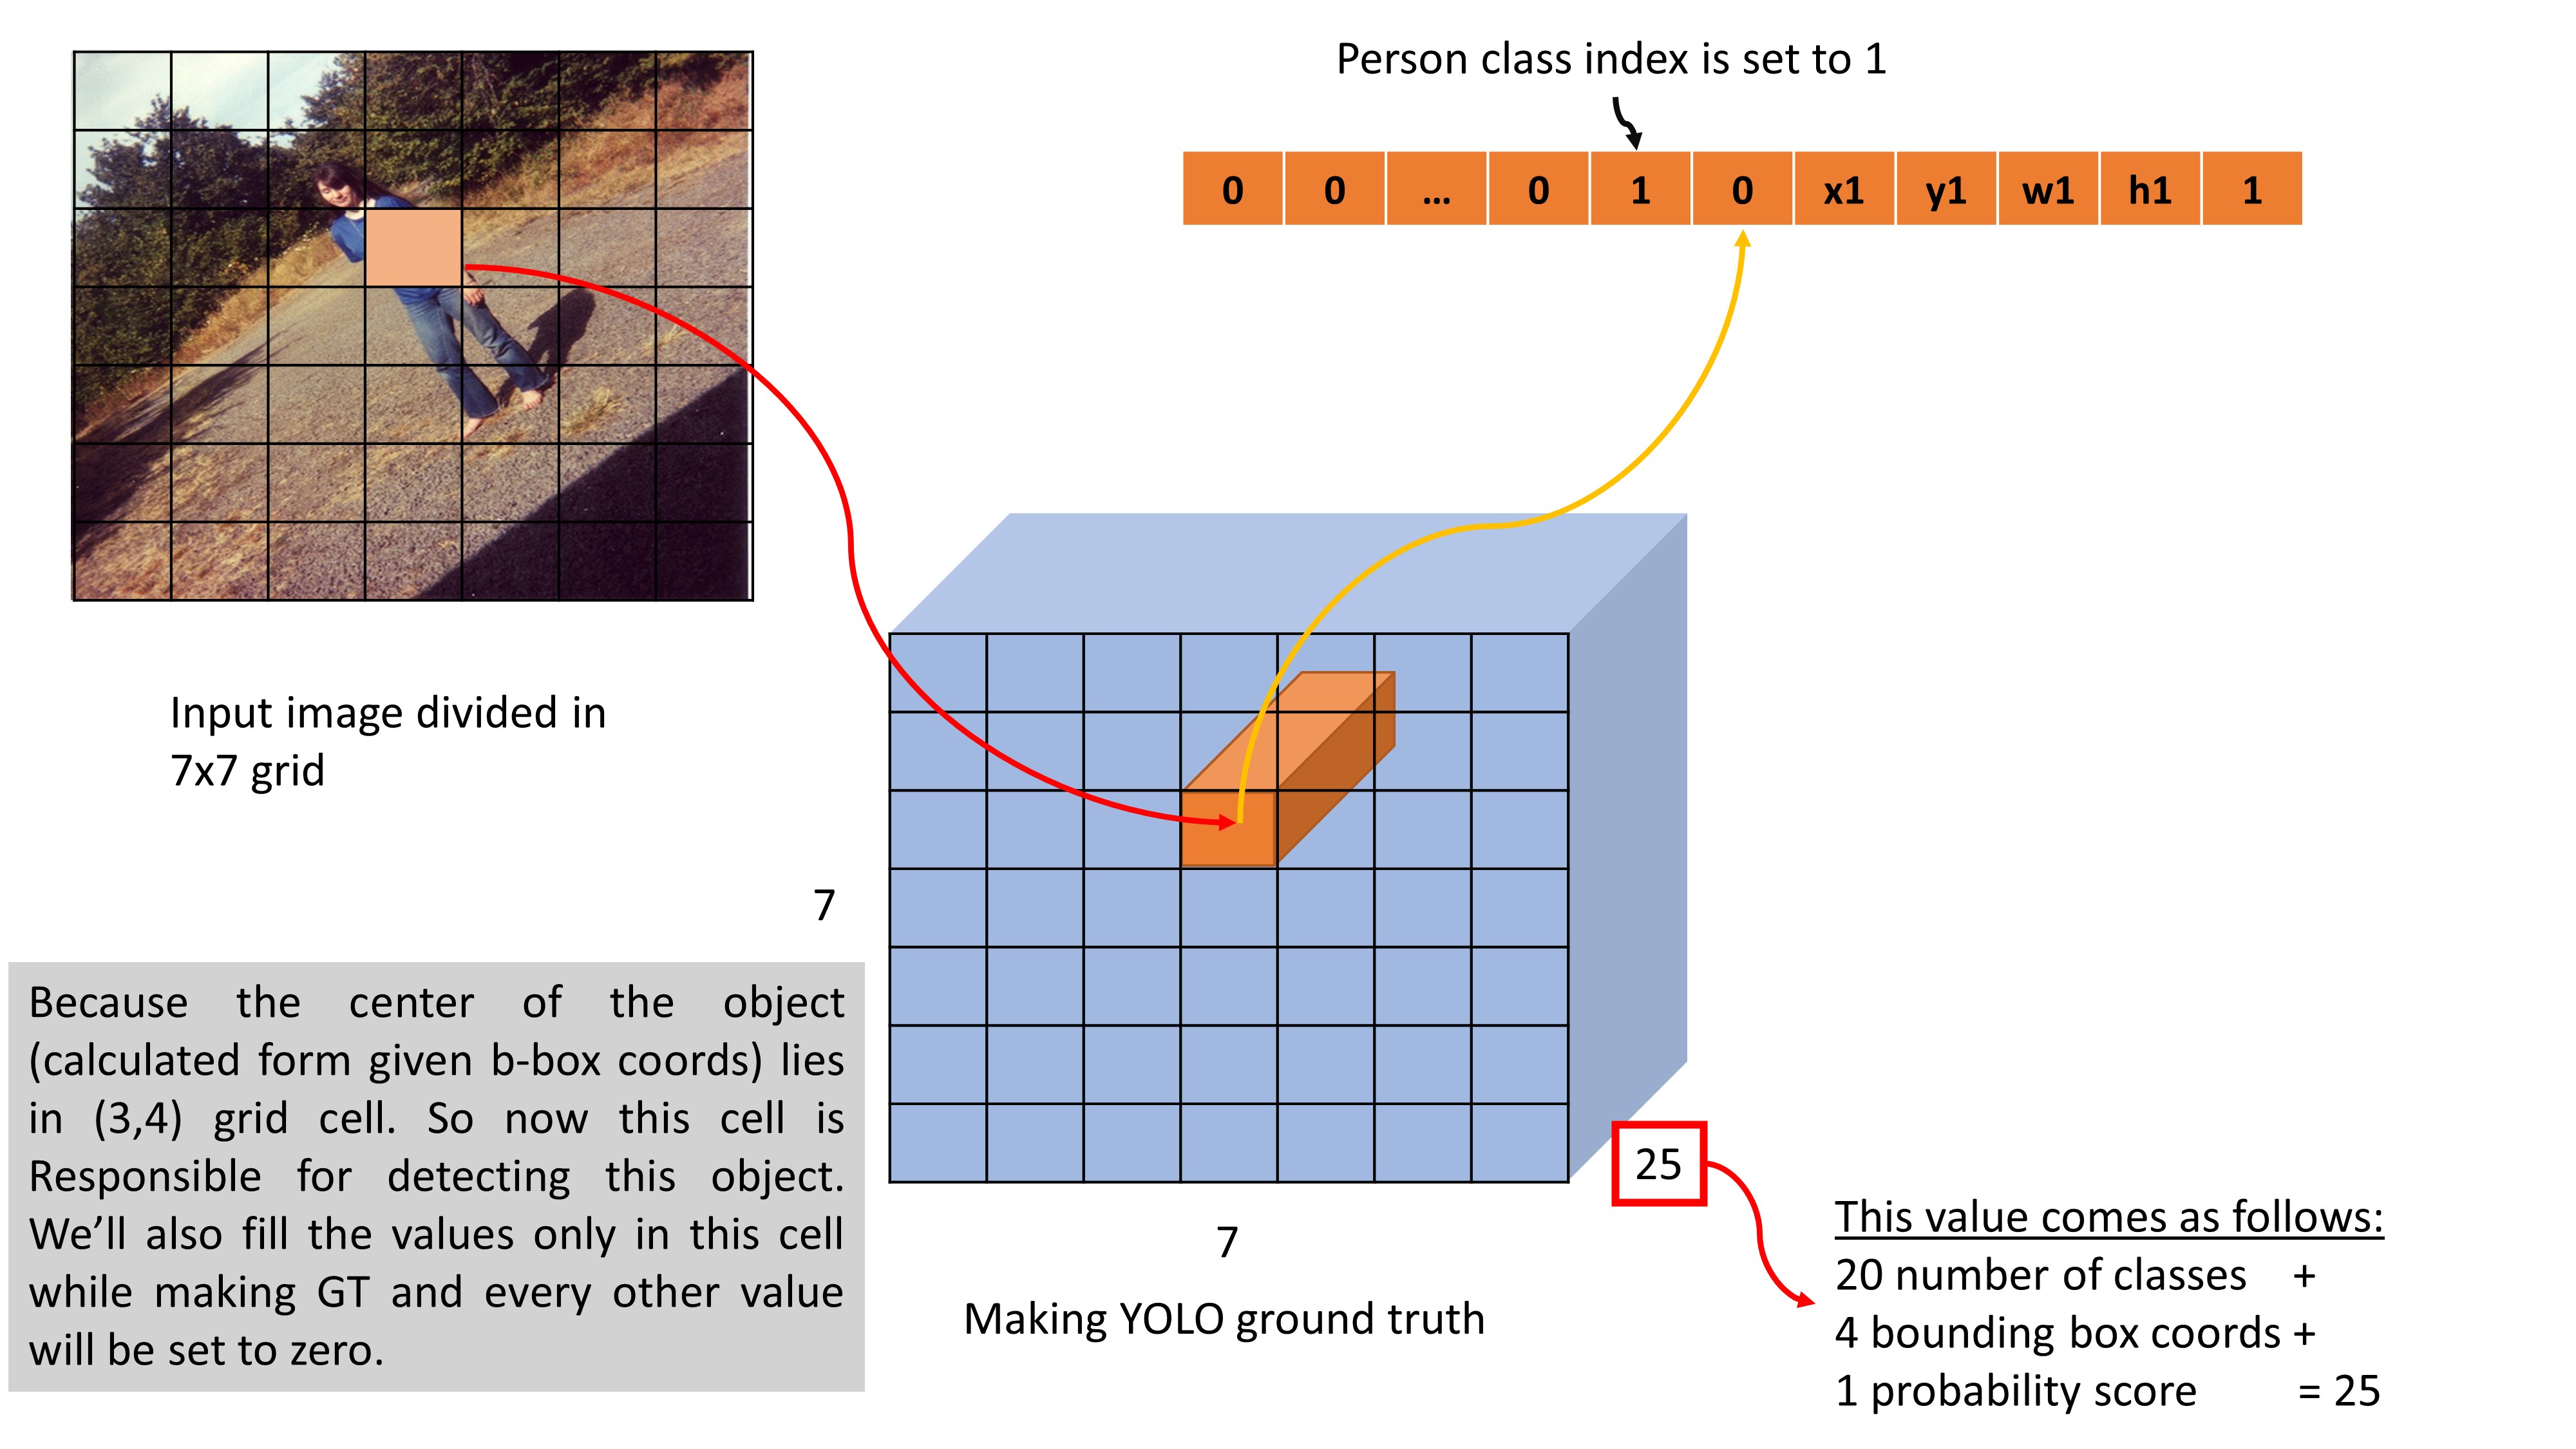 Person class index is set to 1
0 0 ... 0 1 0 x1 y1 w1 h1 1
Input image divided in
7x7 grid
7
Because the center of the object
(calculated form given b-box coords) lies
in (3,4) grid cell. So now this cell is
Responsible for detecting this object.
We’ll also fill the values only in this cell
while making GT and every other value
will be set to zero.
25
7
Making YOLO ground truth
This value comes as follows:
20 number of classes +
4 bounding box coords +
1 probability score = 25